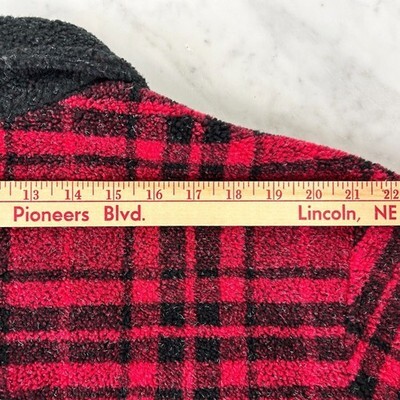 13 14 15 16 17 18 19 20 21 22
Pioneers Blvd. Lincoln, NE